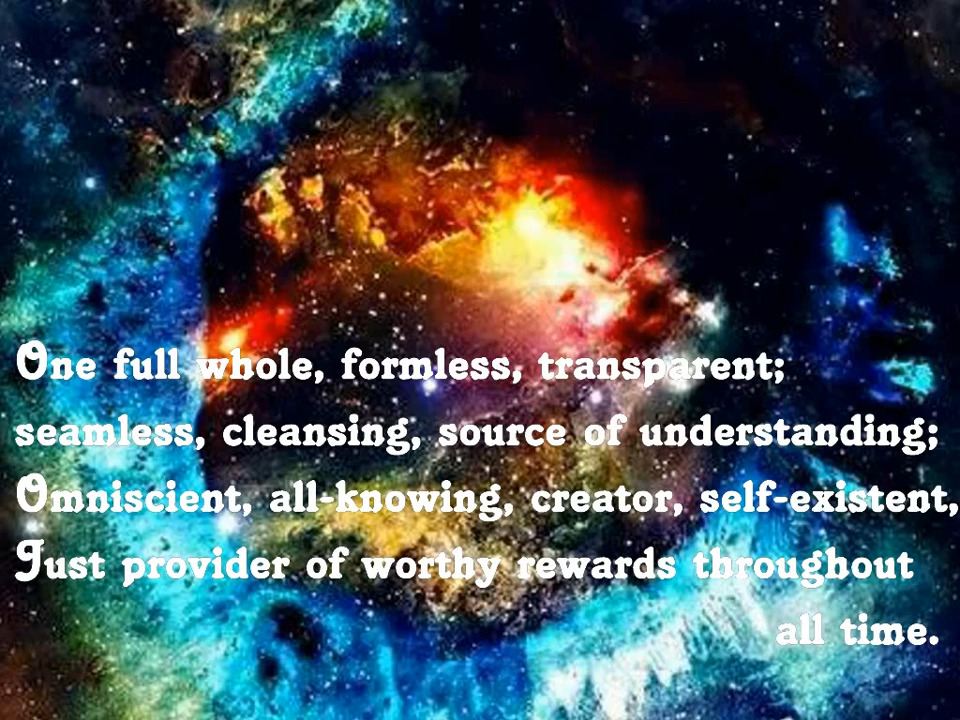 One full whole, formless, transparent;
seamless, cleansing, source of understanding;
Omniscient, all-knowing, creator, self-existent,
Just provider of worthy rewards throughout
all time.